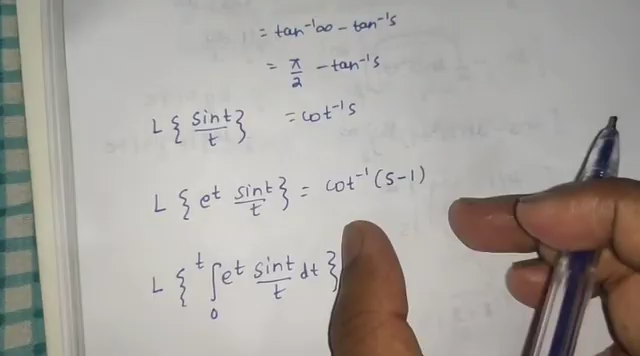 = tan⁻¹∞ - tan⁻¹s
= π/2 - tan⁻¹s
L { sint/t } = cot⁻¹s
L { eᵗ sint/t } = cot⁻¹(s-1)
L { ∫₀ᵗ eᵗ sint/t dt }